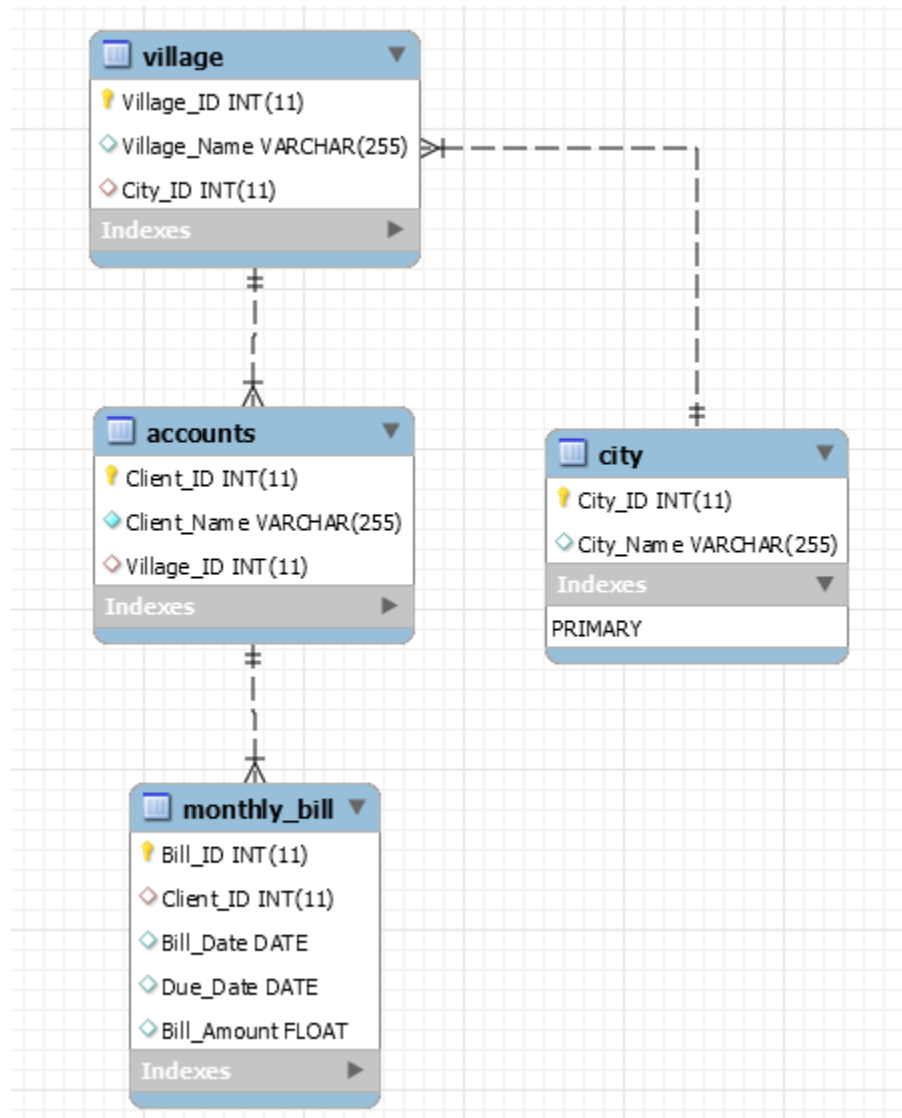 village
Village_ID INT(11)
Village_Name VARCHAR(255)
City_ID INT(11)
Indexes
accounts
Client_ID INT(11)
Client_Name VARCHAR(255)
Village_ID INT(11)
Indexes
city
City_ID INT(11)
City_Name VARCHAR(255)
Indexes
PRIMARY
monthly_bill
Bill_ID INT(11)
Client_ID INT(11)
Bill_Date DATE
Due_Date DATE
Bill_Amount FLOAT
Indexes